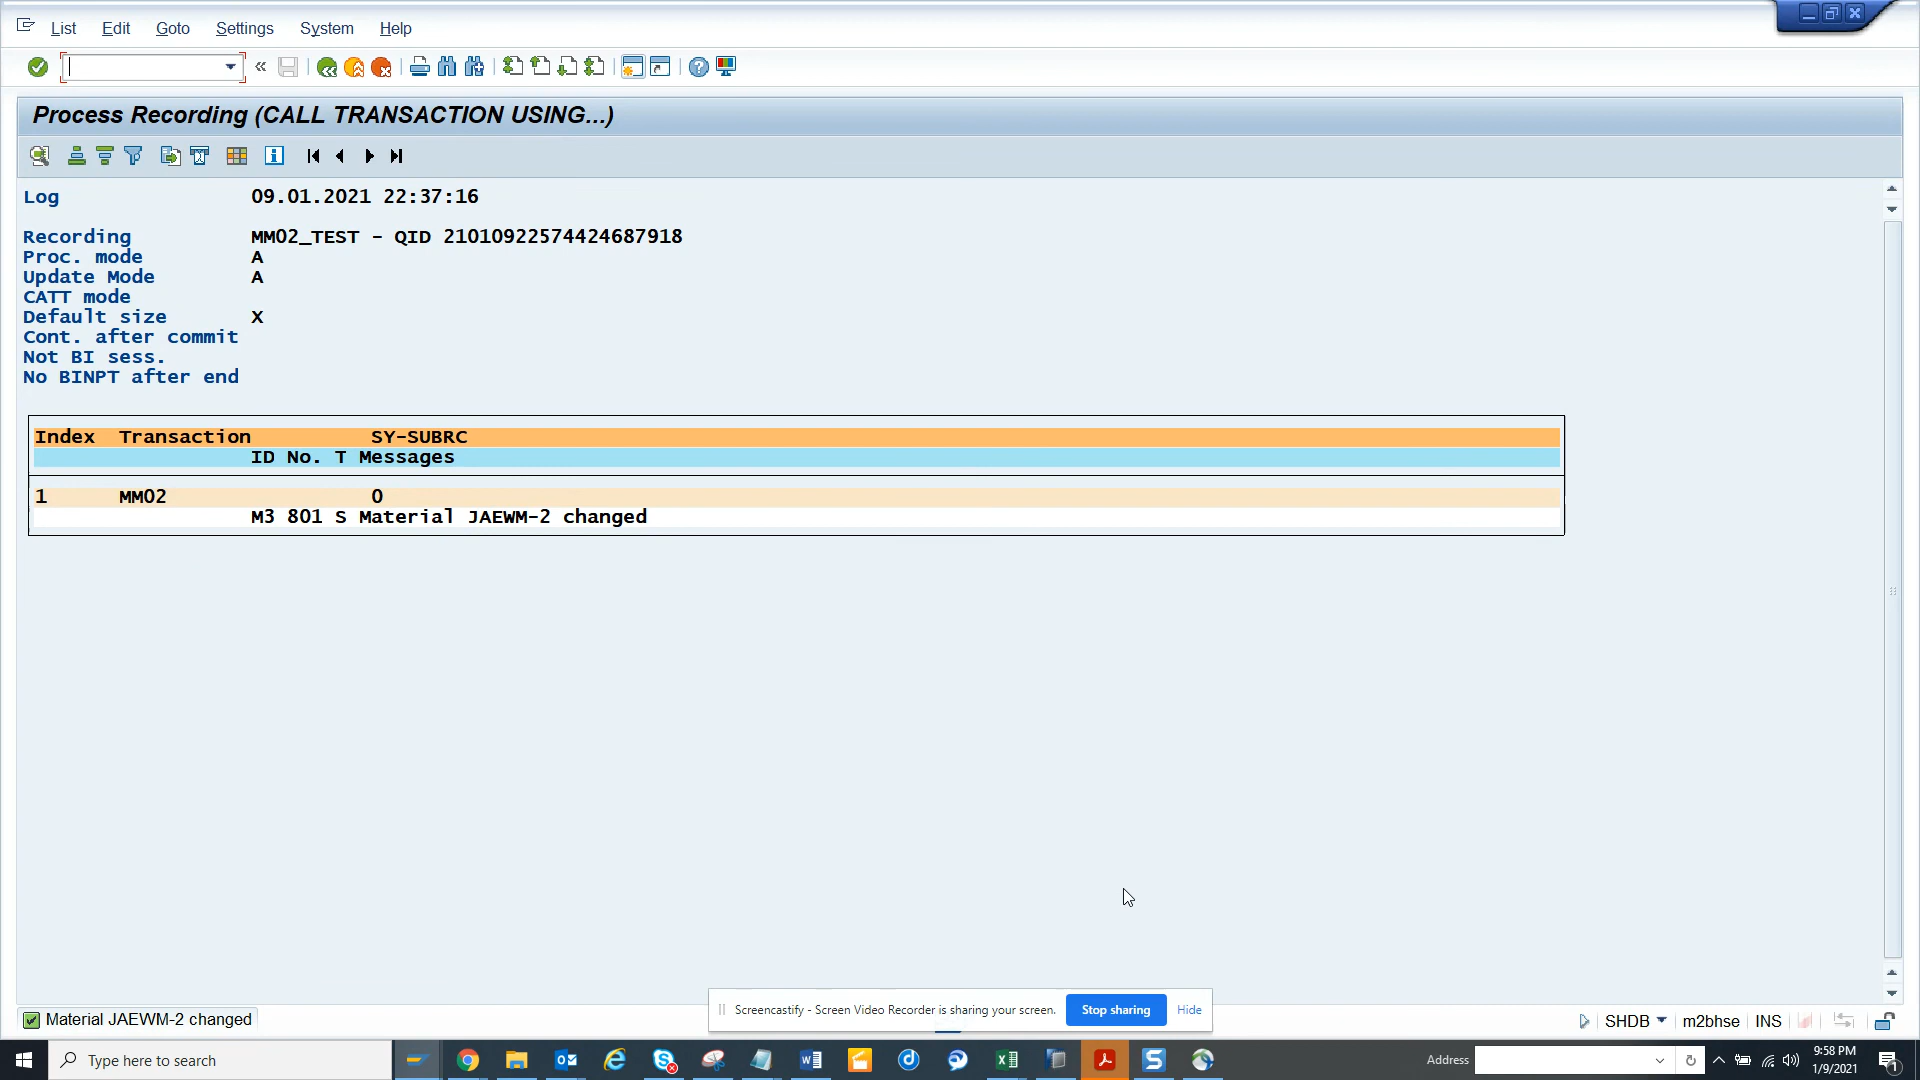 List Edit Goto Settings System Help
Process Recording (CALL TRANSACTION USING...)
Log 09.01.2021 22:37:16
Recording MM02_TEST - QID 21010922574424687918
Proc. mode A
Update Mode A
CATT mode
Default size X
Cont. after commit
Not BI sess.
No BINPT after end
Index Transaction SY-SUBRC
ID No. T Messages
1 MM02 0
M3 801 S Material JAEWM-2 changed
Screencastify - Screen Video Recorder is sharing your screen. Stop sharing Hide
Material JAEWM-2 changed
SHDB m2bhse INS
Type here to search
Address
9:58 PM
1/9/2021
1